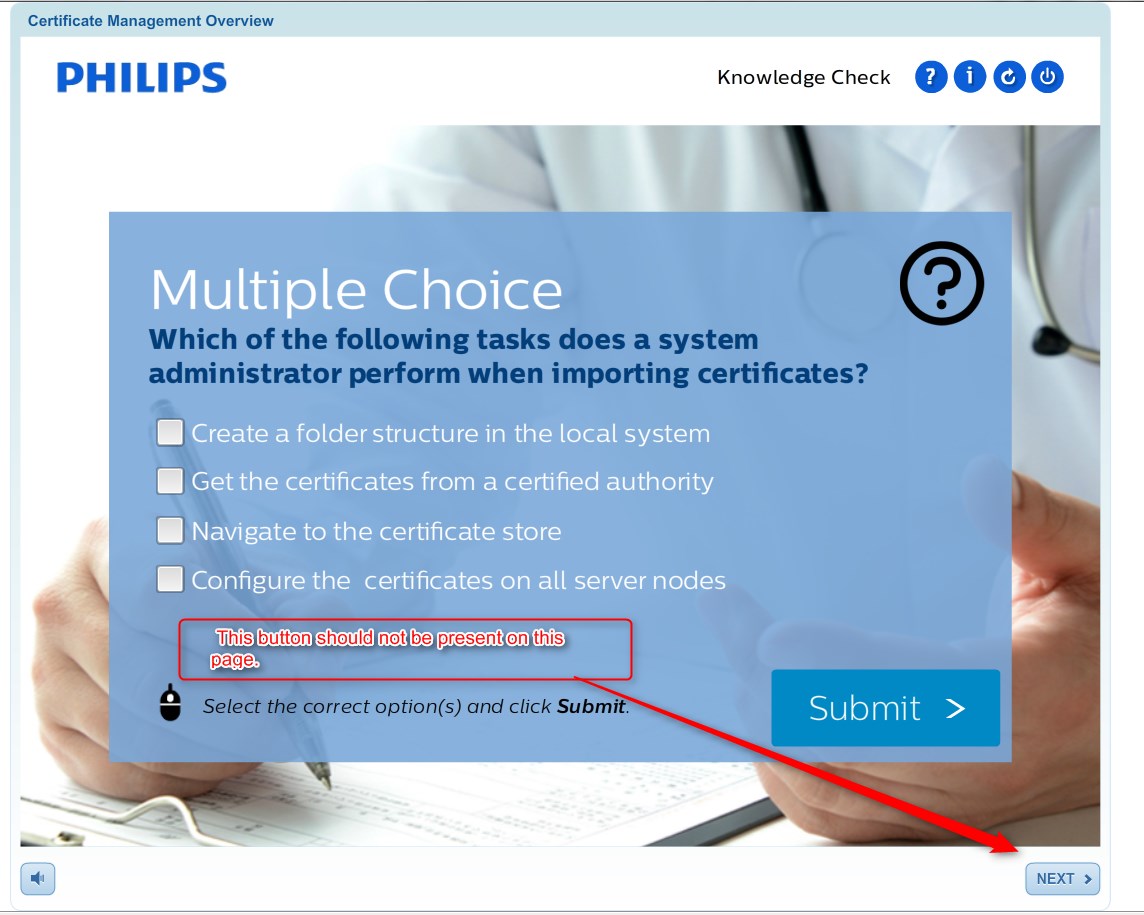 Certificate Management Overview
PHILIPS
Knowledge Check
Multiple Choice
Which of the following tasks does a system
administrator perform when importing certificates?
Create a folder structure in the local system
Get the certificates from a certified authority
Navigate to the certificate store
Configure the  certificates on all server nodes
This button should not be present on this
page.
Select the correct option(s) and click Submit.
Submit >
NEXT >